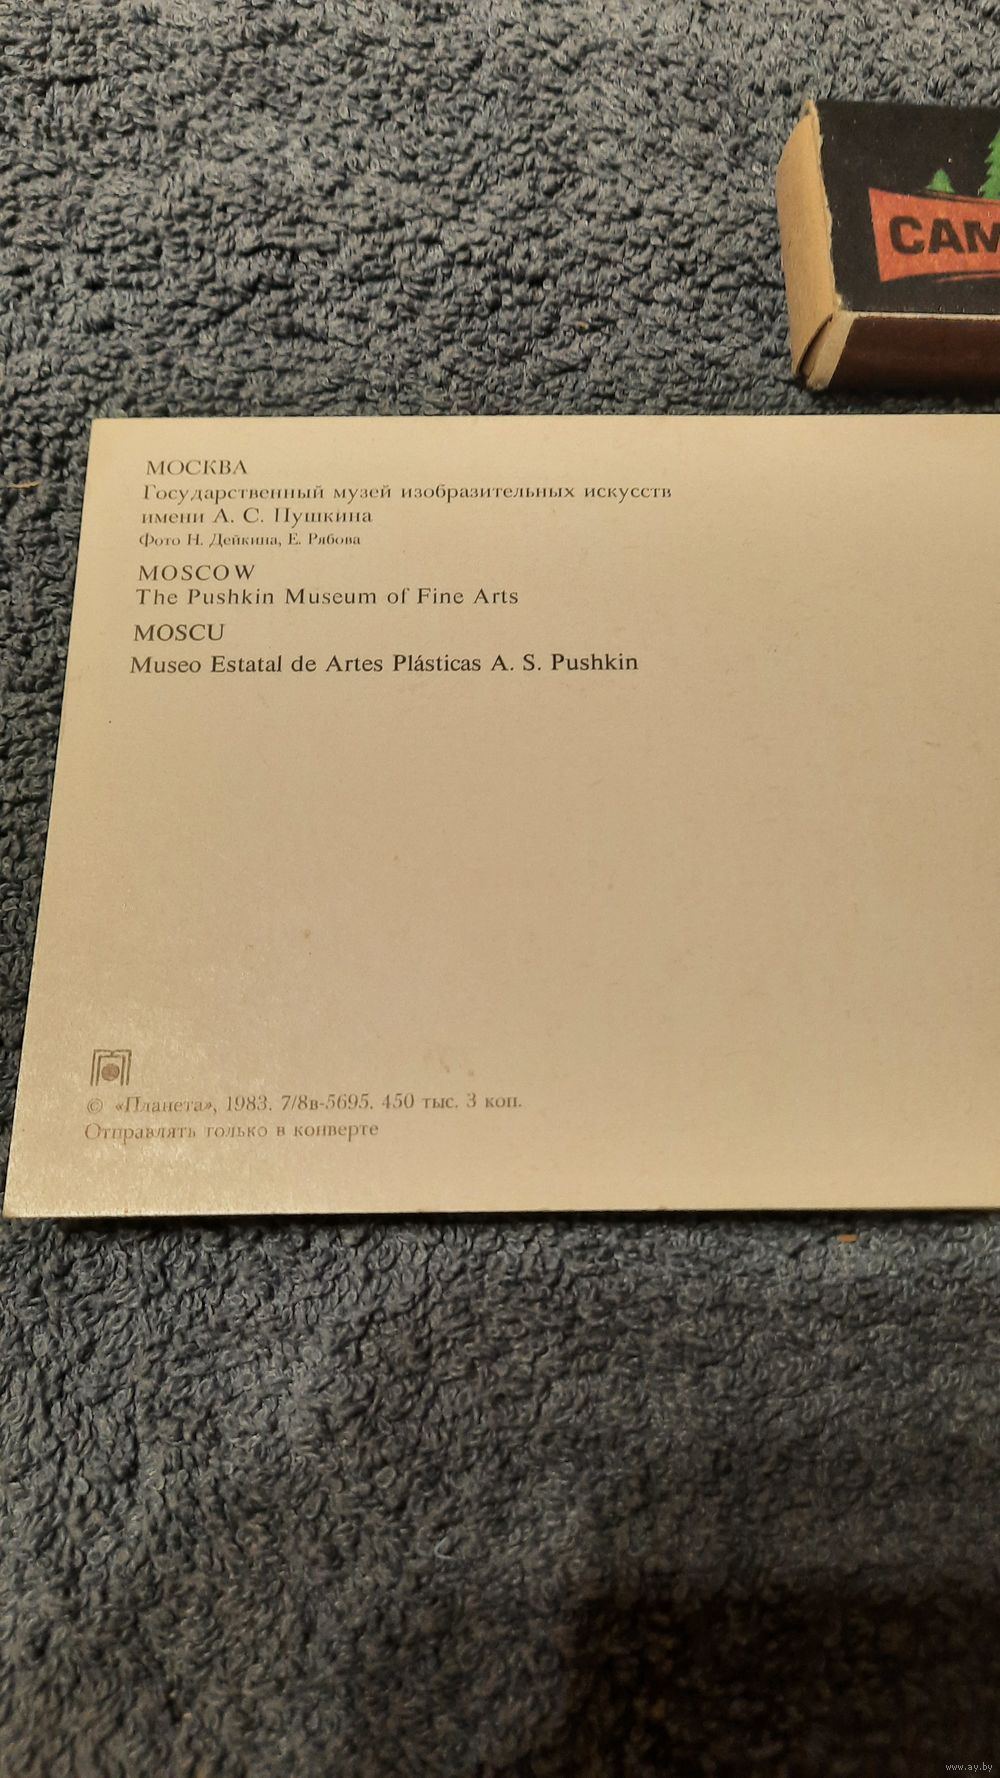 CAM
МОСКВА
Государственный музей изобразительных искусств
имени А. С. Пушкина
Фото Н. Дейкина, Е. Рябова
MOSCOW
The Pushkin Museum of Fine Arts
MOSCU
Museo Estatal de Artes Plásticas A. S. Pushkin
© «Планета», 1983. 7/8в-5695. 450 тыс. 3 коп.
Отправлять только в конверте
www.ay.by